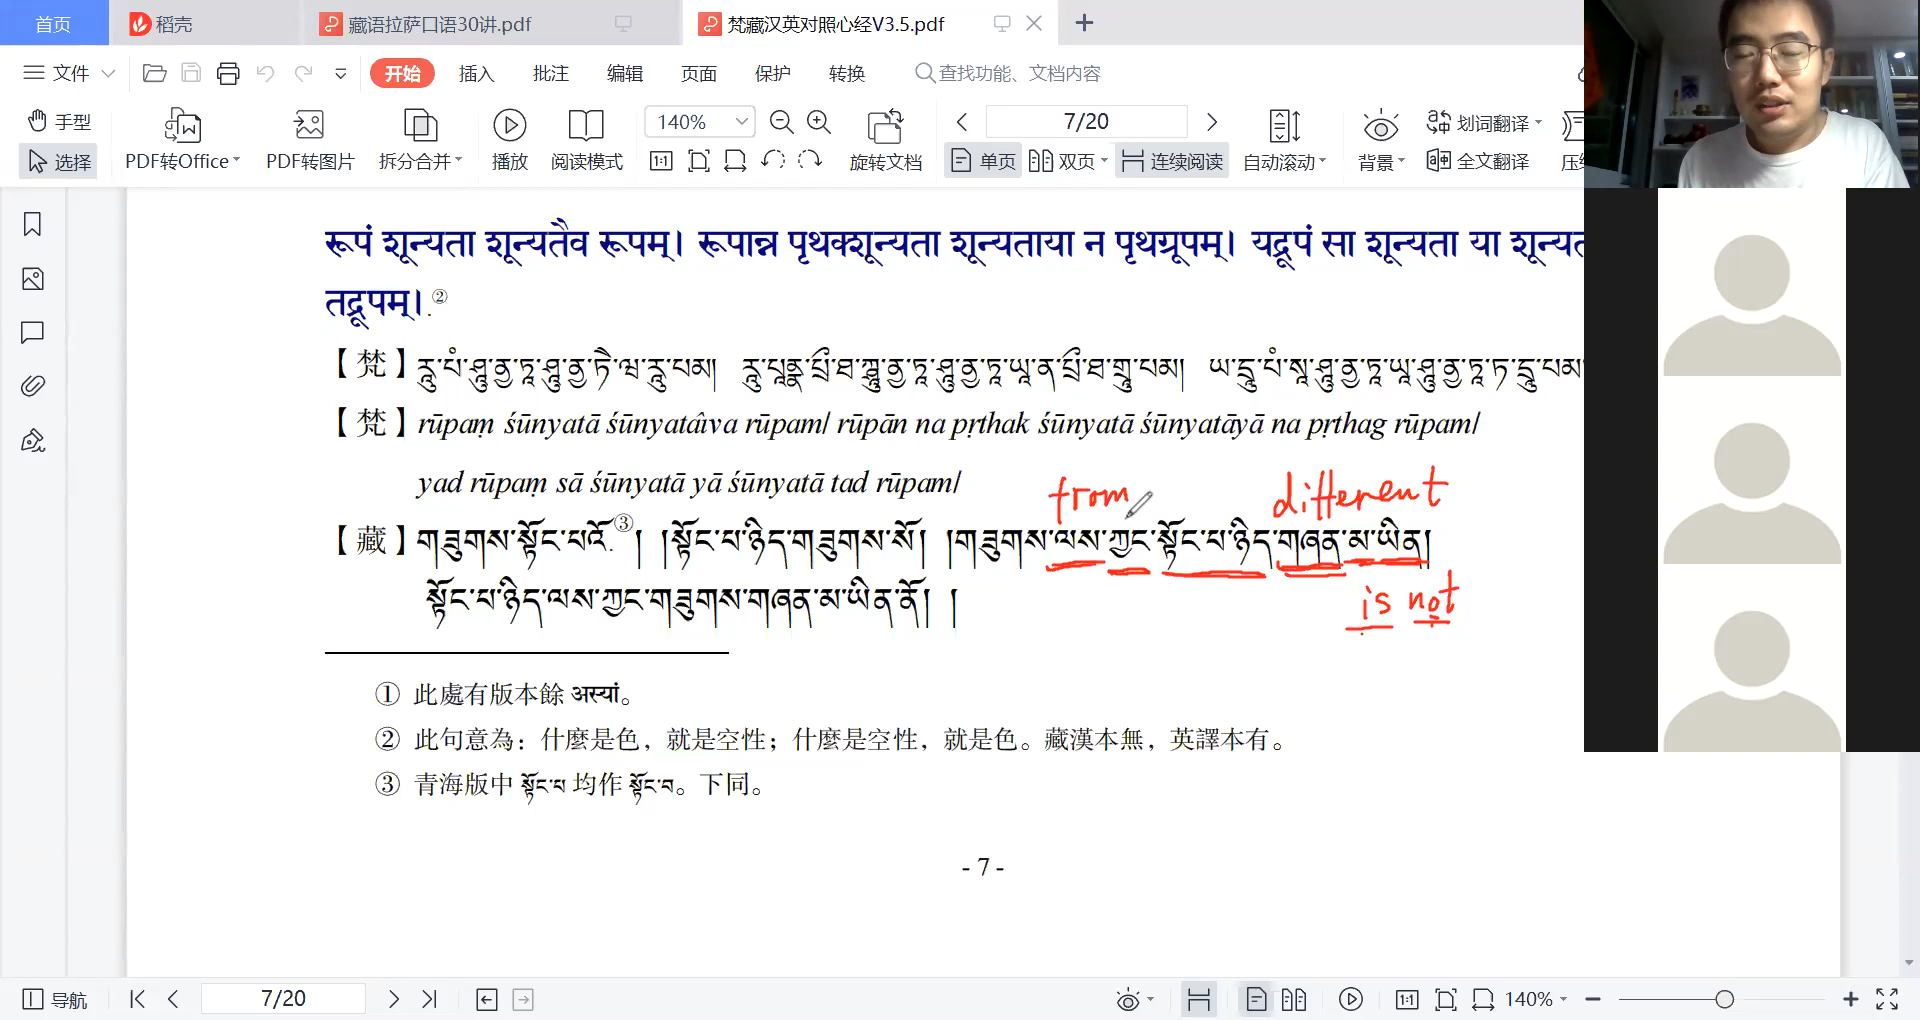 首页 稻壳 藏语拉萨口语30讲.pdf 梵藏汉英对照心经V3.5.pdf
文件 开始 插入 批注 编辑 页面 保护 转换 查找功能、文档内容
手型 140% 7/20 划词翻译
选择 PDF转Office PDF转图片 拆分合并 播放 阅读模式 旋转文档 单页 双页 连续阅读 自动滚动 背景 全文翻译
रूपं शून्यता शून्यतैव रूपम्। रूपान्न पृथक्शून्यता शून्यताया न पृथग्रूपम्। यद्रूपं सा शून्यता या
तद्रूपम्।②
【梵】
【梵】rūpaṃ śūnyatā śūnyatâiva rūpam/ rūpān na pṛthak śūnyatā śūnyatāyā na pṛthag rūpam/
yad rūpaṃ sā śūnyatā yā śūnyatā tad rūpam/
from different
【藏】གཟུགས་སྟོང་པའོ་③། །སྟོང་པ་ཉིད་གཟུགས་སོ། །གཟུགས་ལས་ཀྱང་སྟོང་པ་ཉིད་གཞན་མ་ཡིན།
སྟོང་པ་ཉིད་ལས་ཀྱང་གཟུགས་གཞན་མ་ཡིན་ནོ། །
is not
① 此處有版本餘 अस्यां。
② 此句意為：什麼是色，就是空性；什麼是空性，就是色。藏漢本無，英譯本有。
③ 青海版中 སྟོང་པ 均作 སྟོང་བ。下同。
- 7 -
导航 7/20 140%